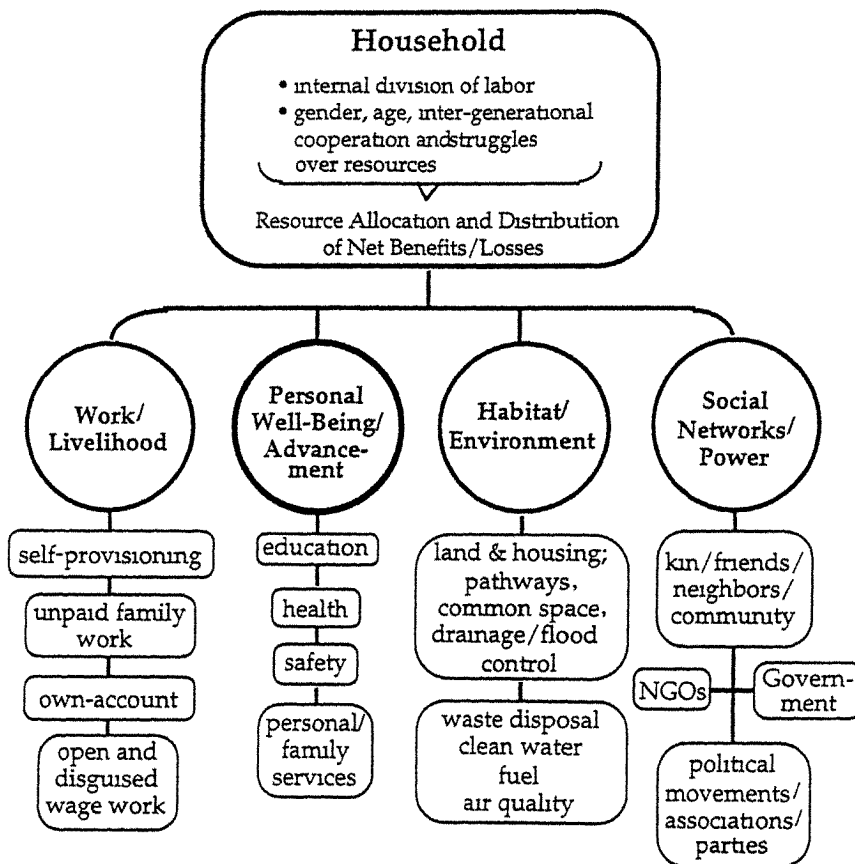 Household
• internal division of labor
• gender, age, inter-generational
cooperation andstruggles
over resources
Resource Allocation and Distribution
of Net Benefits/Losses
Work/
Livelihood
self-provisioning
unpaid family
work
own-account
open and
disguised
wage work
Personal
Well-Being/
Advance-
ment
education
health
safety
personal/
family
services
Habitat/
Environment
land & housing;
pathways,
common space,
drainage/flood
control
waste disposal
clean water
fuel
air quality
Social
Networks/
Power
kin/friends/
neighbors/
community
NGOs
Govern-
ment
political
movements/
associations/
parties